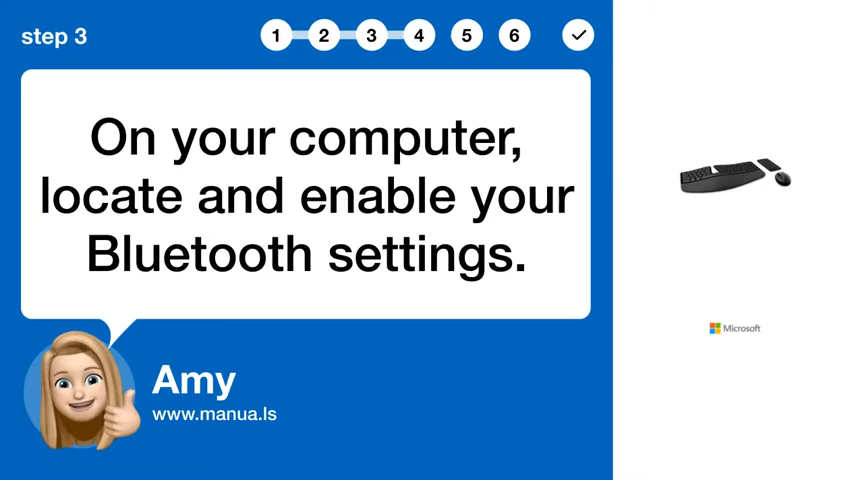 step 3
1 2 3 4 5 6
On your computer,
locate and enable your
Bluetooth settings.
Amy
www.manua.ls
Microsoft